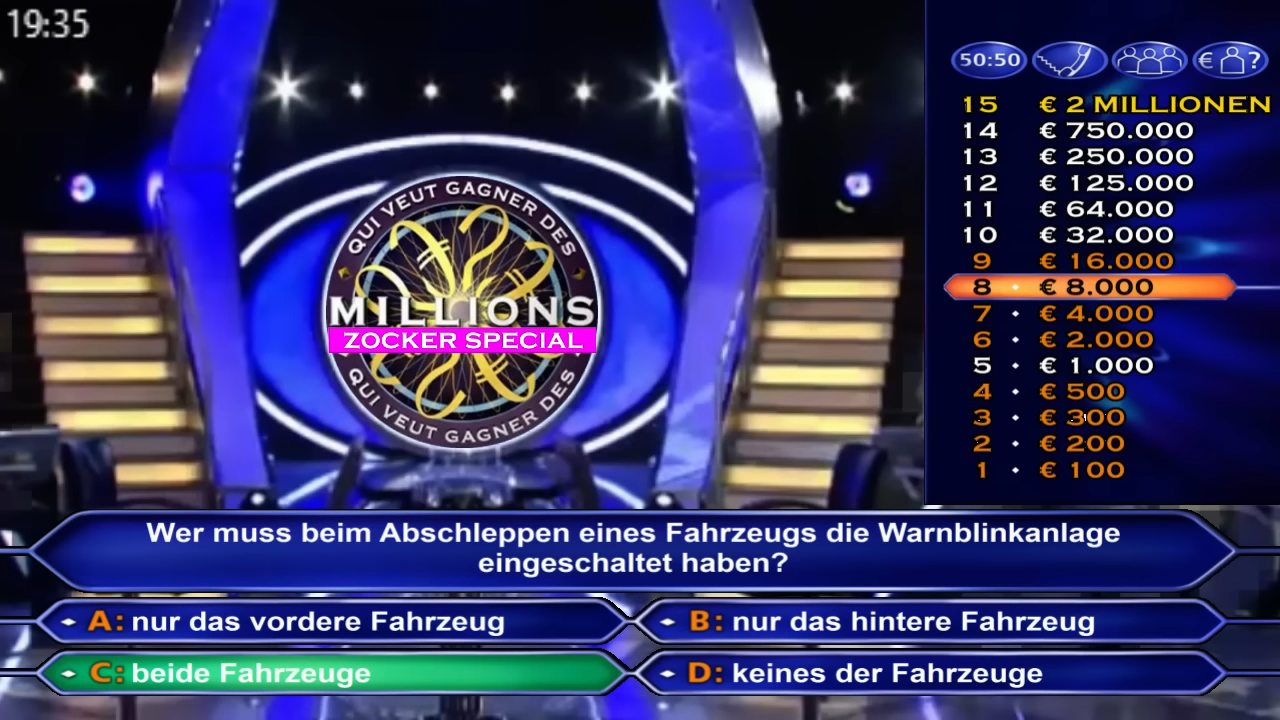 19:35
50:50
€ ?
15 € 2 MILLIONEN
14 € 750.000
13 € 250.000
12 € 125.000
11 € 64.000
10 € 32.000
9 € 16.000
8 € 8.000
7 € 4.000
6 € 2.000
5 € 1.000
4 € 500
3 € 300
2 € 200
1 € 100
QUI VEUT GAGNER DES
MILLIONS
ZOCKER SPECIAL
QUI VEUT GAGNER DES
Wer muss beim Abschleppen eines Fahrzeugs die Warnblinkanlage
eingeschaltet haben?
A: nur das vordere Fahrzeug
B: nur das hintere Fahrzeug
C: beide Fahrzeuge
D: keines der Fahrzeuge